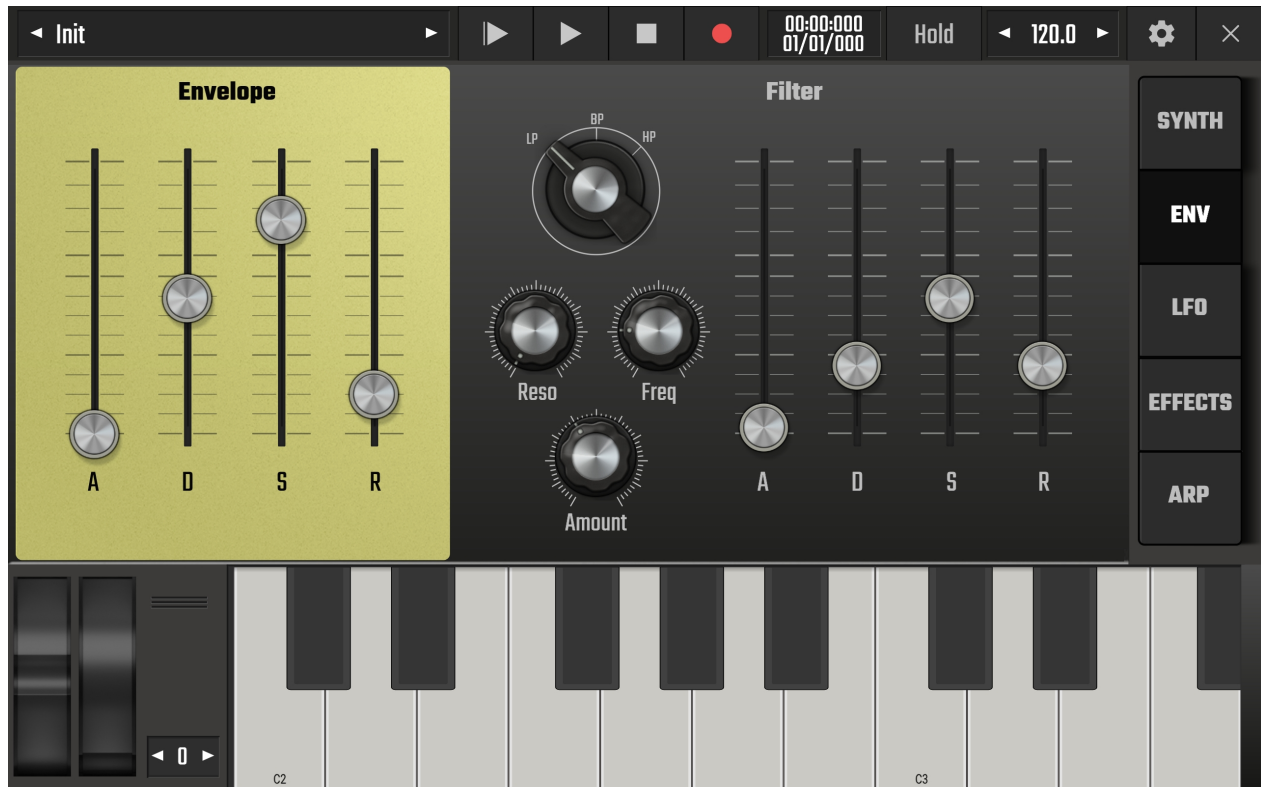 Init
00:00:000
01/01/000
Hold
120.0
Envelope
Filter
SYNTH
ENV
LFO
EFFECTS
ARP
LP
BP
HP
Reso
Freq
Amount
A D S R
A D S R
0
C2
C3